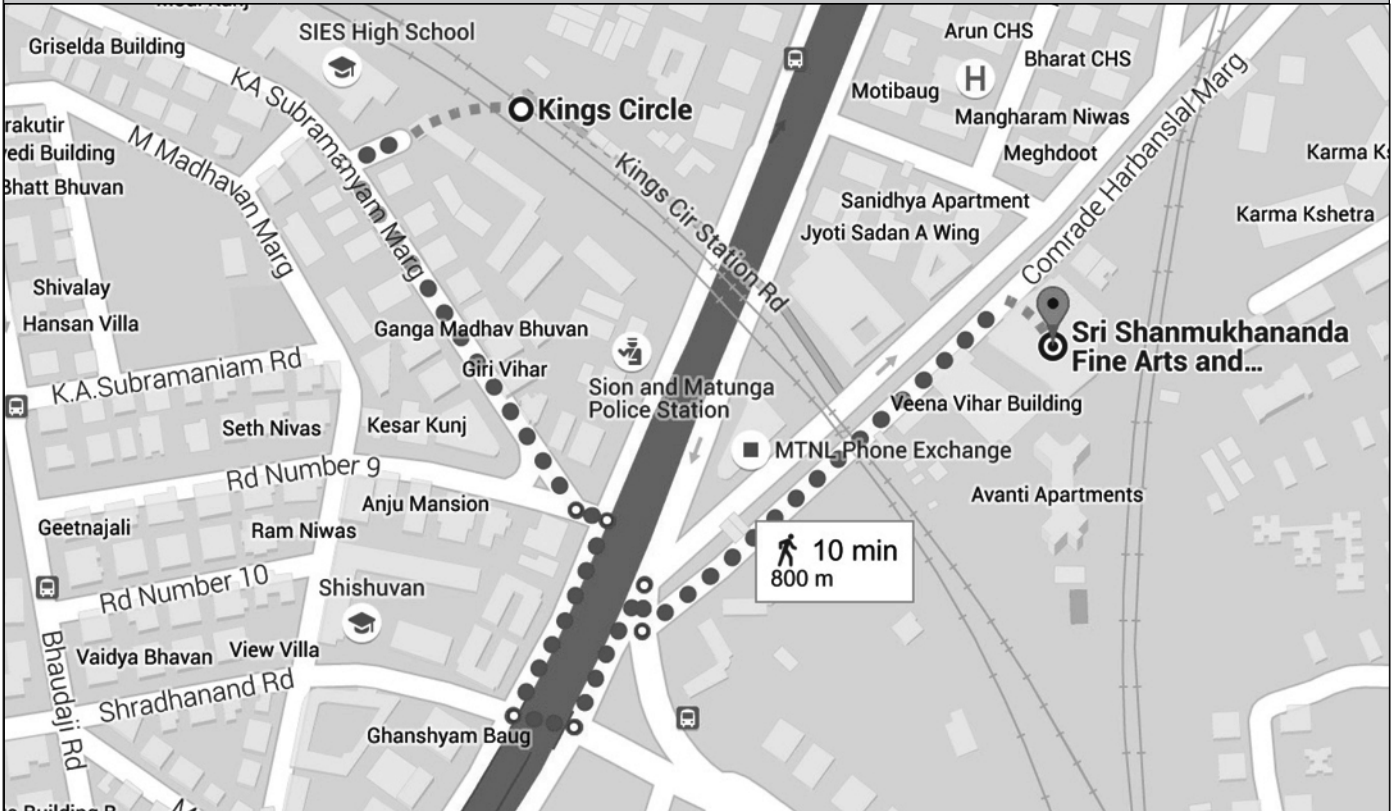 Griselda Building
SIES High School
Arun CHS
Bharat CHS
Motibaug
H
Kings Circle
Mangharam Niwas
Meghdoot
KA Subramanyam Marg
M Madhavan Marg
rakutir
vedi Building
Bhatt Bhuvan
Kings Cir Station Rd
Comrade Harbanslal Marg
Karma Ks
Sanidhya Apartment
Karma Kshetra
Jyoti Sadan A Wing
Shivalay
Hansan Villa
Ganga Madhav Bhuvan
Giri Vihar
Sri Shanmukhananda
Fine Arts and...
K.A.Subramaniam Rd
Sion and Matunga
Police Station
Veena Vihar Building
Seth Nivas
Kesar Kunj
MTNL Phone Exchange
Rd Number 9
Anju Mansion
Avanti Apartments
Geetnajali
Ram Niwas
10 min
800 m
Rd Number 10
Shishuvan
Vaidya Bhavan
View Villa
Bhaudaji Rd
Shradhanand Rd
Ghanshyam Baug